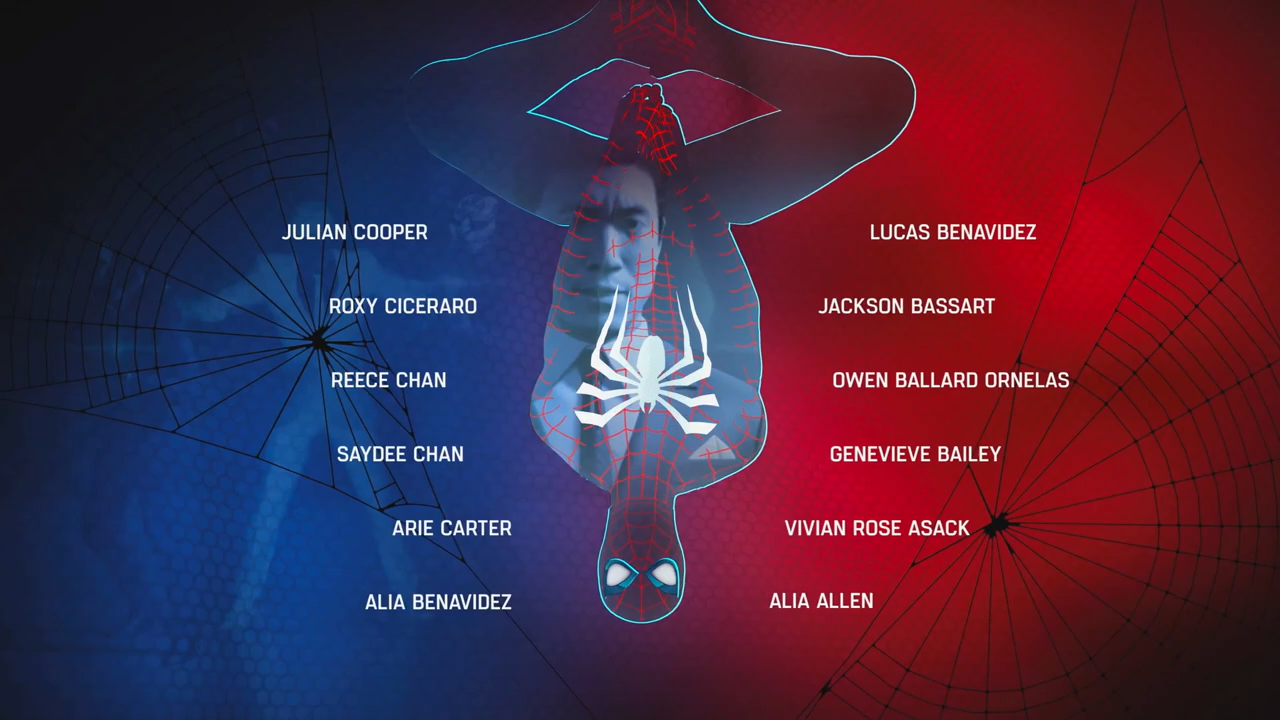 JULIAN COOPER
ROXY CICERARO
REECE CHAN
SAYDEE CHAN
ARIE CARTER
ALIA BENAVIDEZ
LUCAS BENAVIDEZ
JACKSON BASSART
OWEN BALLARD ORNELAS
GENEVIEVE BAILEY
VIVIAN ROSE ASACK
ALIA ALLEN